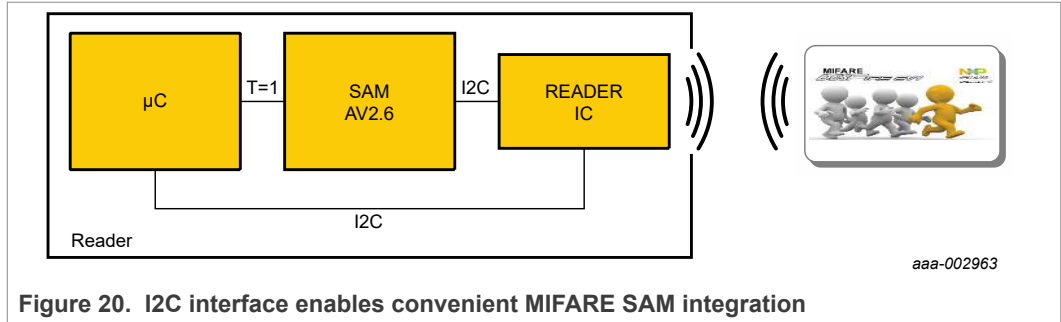 µC
T=1
SAM
AV2.6
I2C
READER
IC
MIFARE
NXP
I2C
Reader
aaa-002963
Figure 20. I2C interface enables convenient MIFARE SAM integration